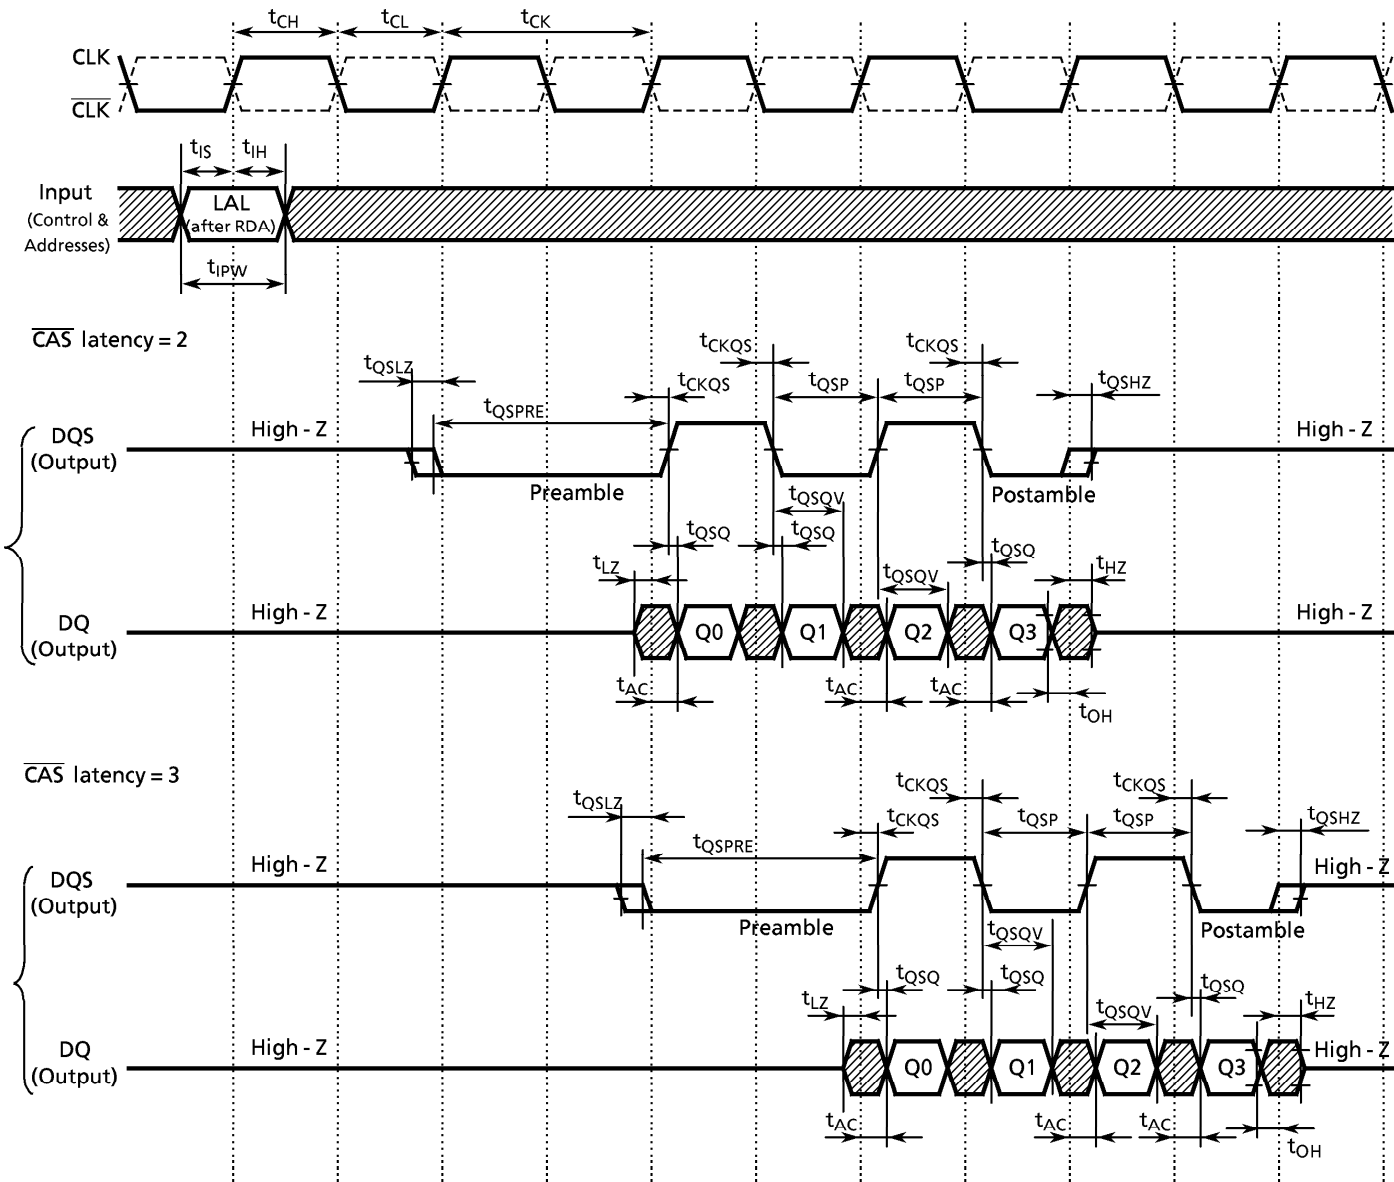 tCH tCL tCK
CLK
CLK
tIS tIH
Input
(Control &
Addresses)
LAL
(after RDA)
tIPW
CAS latency = 2
tCKQS tCKQS
tQSLZ tCKQS tQSP tQSP tQSHZ
tQSPRE
DQS
(Output)
High - Z High - Z
Preamble Postamble
tQSQV
tQSQ tQSQ tQSQ
tLZ tQSQV tHZ
DQ
(Output)
High - Z Q0 Q1 Q2 Q3 High - Z
tAC tAC tAC tOH
CAS latency = 3
tCKQS tCKQS
tQSLZ tCKQS tQSP tQSP tQSHZ
tQSPRE
DQS
(Output)
High - Z High - Z
Preamble Postamble
tQSQV
tQSQ tQSQ tQSQ
tLZ tQSQV tHZ
DQ
(Output)
High - Z Q0 Q1 Q2 Q3 High - Z
tAC tAC tAC tOH